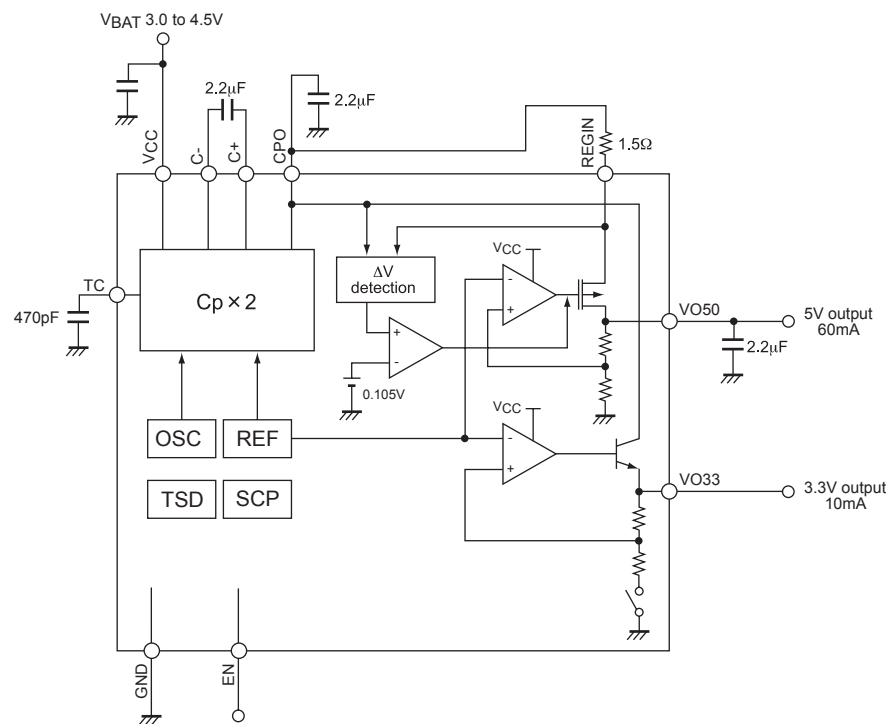 VBAT 3.0 to 4.5V
2.2μF
2.2μF
VCC
C-
C+
CPO
REGIN
1.5Ω
TC
470pF
Cp × 2
ΔV
detection
VCC
-
+
+
-
0.105V
VO50
5V output
60mA
2.2μF
OSC
REF
TSD
SCP
VCC
-
+
VO33
3.3V output
10mA
GND
EN